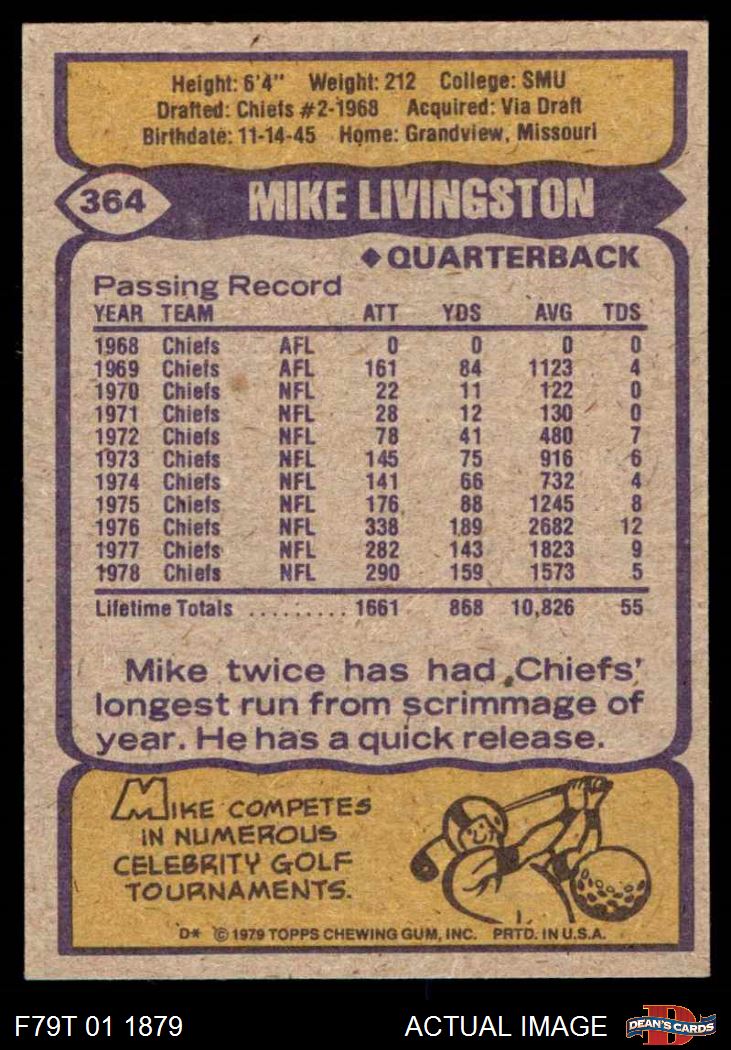 Height: 6'4" Weight: 212 College: SMU
Drafted: Chiefs #2-1968 Acquired: Via Draft
Birthdate: 11-14-45 Home: Grandview, Missouri
364 MIKE LIVINGSTON
◆QUARTERBACK
Passing Record
YEAR TEAM ATT YDS AVG TDS
1968 Chiefs AFL 0 0 0 0
1969 Chiefs AFL 161 84 1123 4
1970 Chiefs NFL 22 11 122 0
1971 Chiefs NFL 28 12 130 0
1972 Chiefs NFL 78 41 480 7
1973 Chiefs NFL 145 75 916 6
1974 Chiefs NFL 141 66 732 4
1975 Chiefs NFL 176 88 1245 8
1976 Chiefs NFL 338 189 2682 12
1977 Chiefs NFL 282 143 1823 9
1978 Chiefs NFL 290 159 1573 5
Lifetime Totals .......... 1661 868 10,826 55
Mike twice has had Chiefs'
longest run from scrimmage of
year. He has a quick release.
MIKE COMPETES
IN NUMEROUS
CELEBRITY GOLF
TOURNAMENTS.
D* © 1979 TOPPS CHEWING GUM, INC. PRTD. IN U.S.A.
F79T 01 1879 ACTUAL IMAGE D DEAN'S CARDS